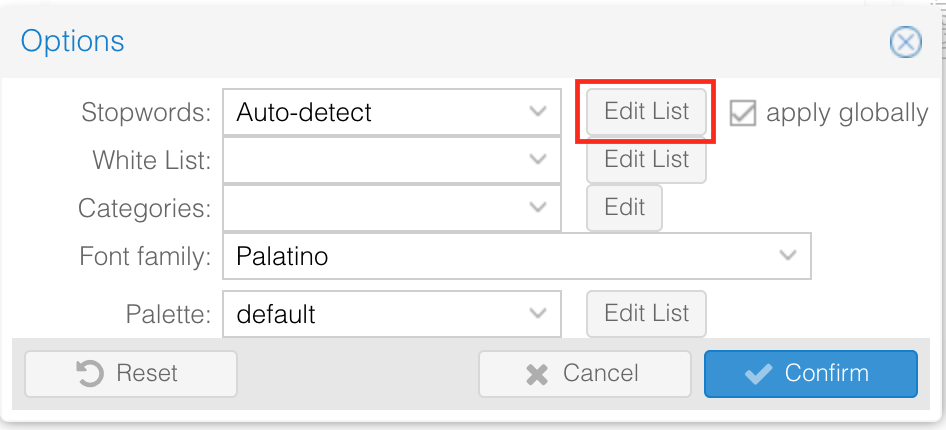 Options
Stopwords: Auto-detect Edit List apply globally
White List: Edit List
Categories: Edit
Font family: Palatino
Palette: default Edit List
Reset Cancel Confirm